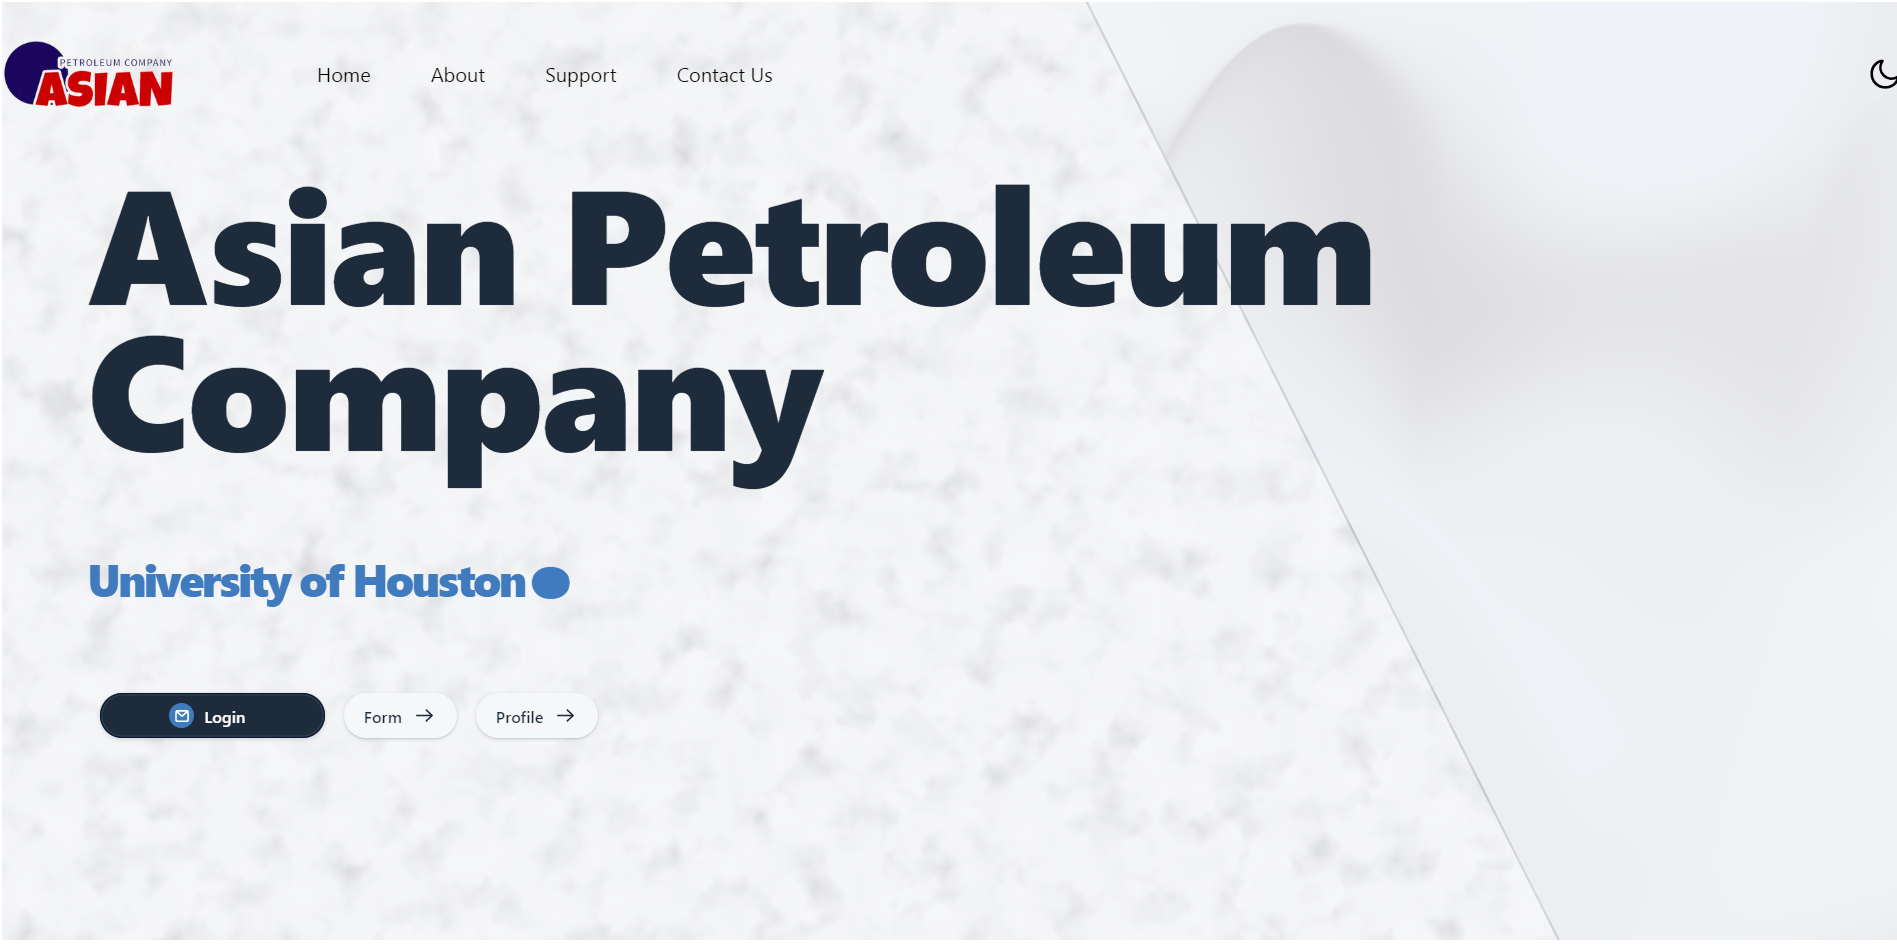 PETROLEUM COMPANY
ASIAN
Home
About
Support
Contact Us
Asian Petroleum
Company
University of Houston
Login
Form
Profile